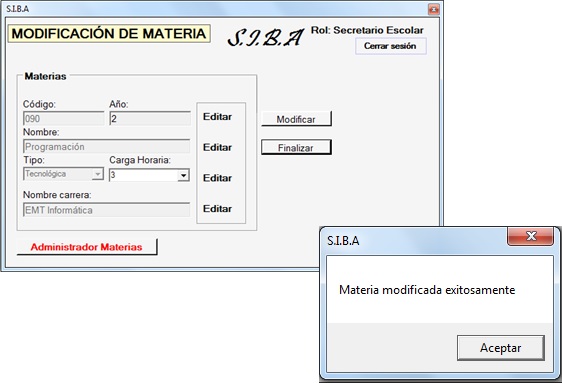 S.I.B.A
MODIFICACIÓN DE MATERIA
S.I.B.A
Rol: Secretario Escolar
Cerrar sesión
Materias
Código: Año:
090 2 Editar
Modificar
Nombre:
Programación Editar
Finalizar
Tipo: Carga Horaria:
Tecnológica 3 Editar
Nombre carrera:
EMT Informática Editar
Administrador Materias
S.I.B.A
Materia modificada exitosamente
Aceptar